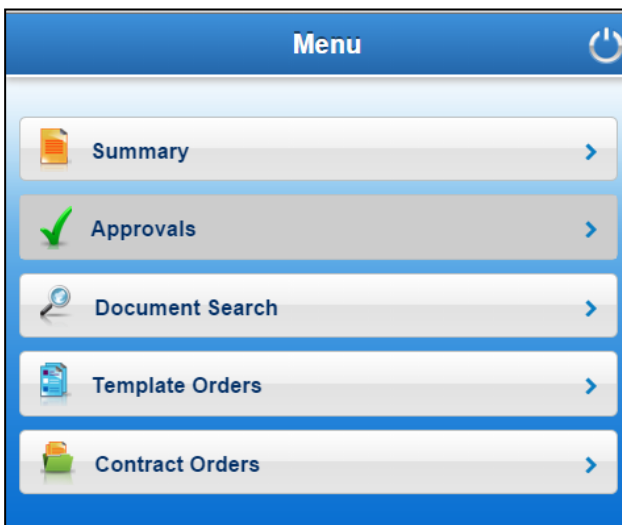 Menu
Summary
Approvals
Document Search
Template Orders
Contract Orders